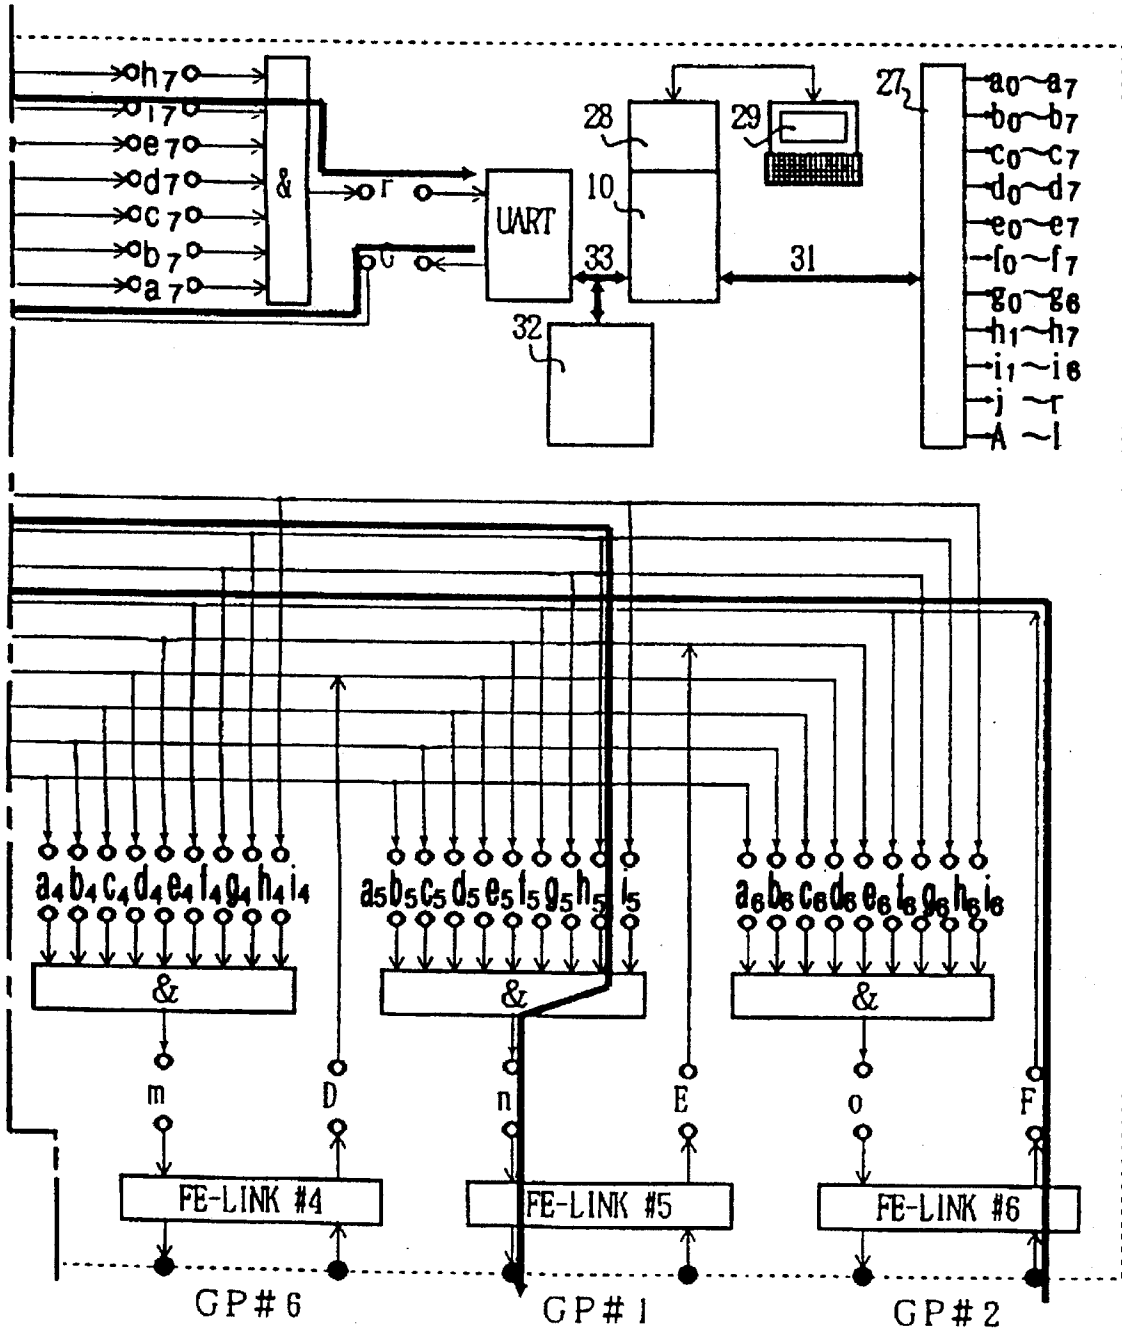 h7
i7
e7
d7
c7
b7
a7
&
r
UART
28
10
29
27
33
31
32
a0~a7
b0~b7
c0~c7
d0~d7
e0~e7
f0~f7
g0~g6
h1~h7
i1~i6
j~r
A~l
a4 b4 c4 d4 e4 f4 g4 h4 i4
a5 b5 c5 d5 e5 f5 g5 h5 i5
a6 b6 c6 d6 e6 f6 g6 h6 i6
& & &
m D n E o F
FE-LINK #4 FE-LINK #5 FE-LINK #6
GP#6 GP#1 GP#2